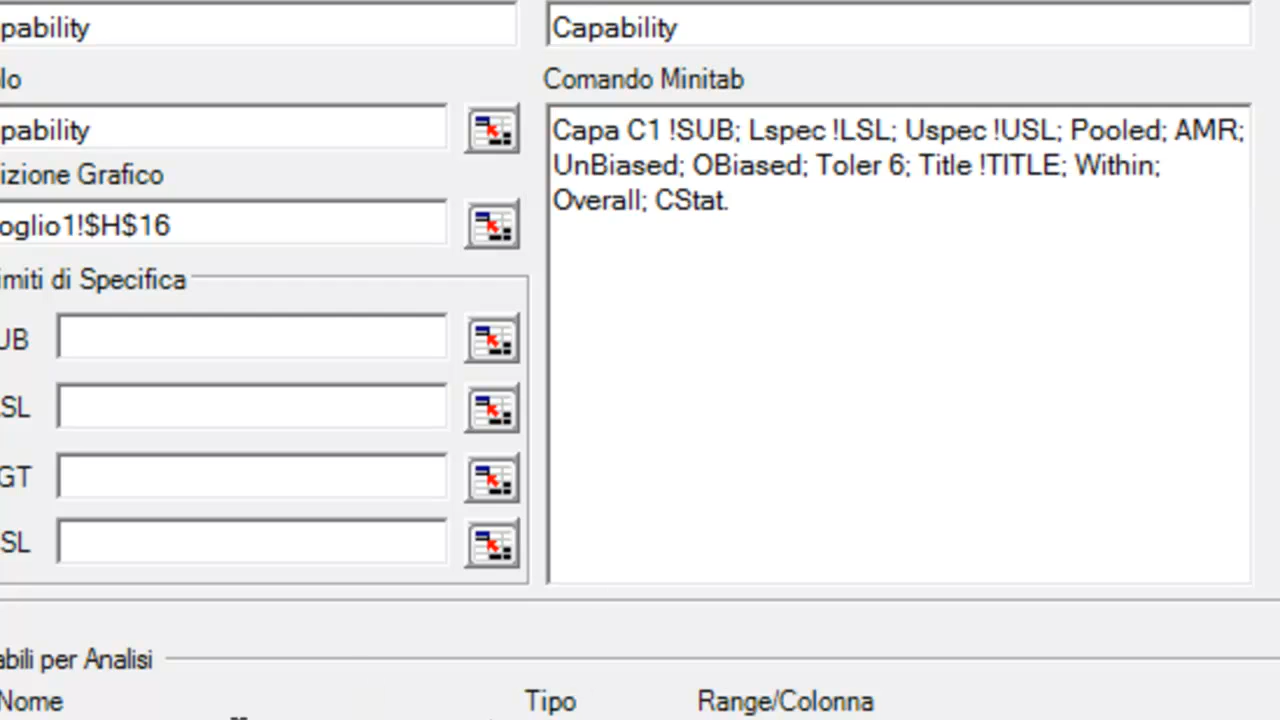 pability
Capability
lo
Comando Minitab
pability
Capa C1 !SUB; Lspec !LSL; Uspec !USL; Pooled; AMR;
UnBiased; OBiased; Toler 6; Title !TITLE; Within;
Overall; CStat.
izione Grafico
oglio1!$H$16
imiti di Specifica
UB
SL
GT
SL
abili per Analisi
Nome
Tipo
Range/Colonna